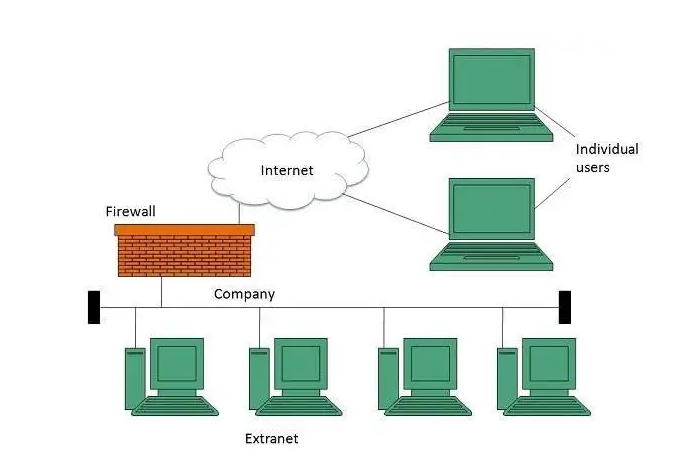 Internet
Individual
users
Firewall
Company
Extranet